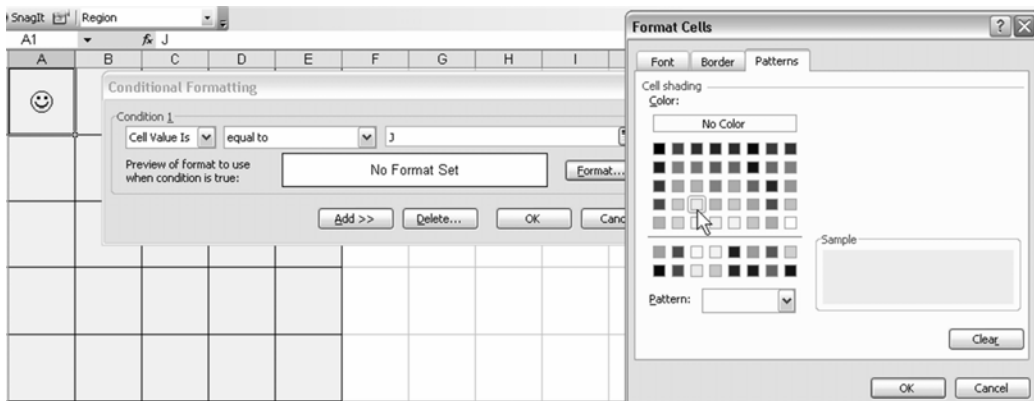 SnagIt Region
A1 fx J
A B C D E F G H I
Conditional Formatting
Condition 1
Cell Value Is equal to J
Preview of format to use
when condition is true:
No Format Set
Format...
Add >> Delete... OK Canc
Format Cells
Font Border Patterns
Cell shading
Color:
No Color
Sample
Pattern:
Clear
OK Cancel